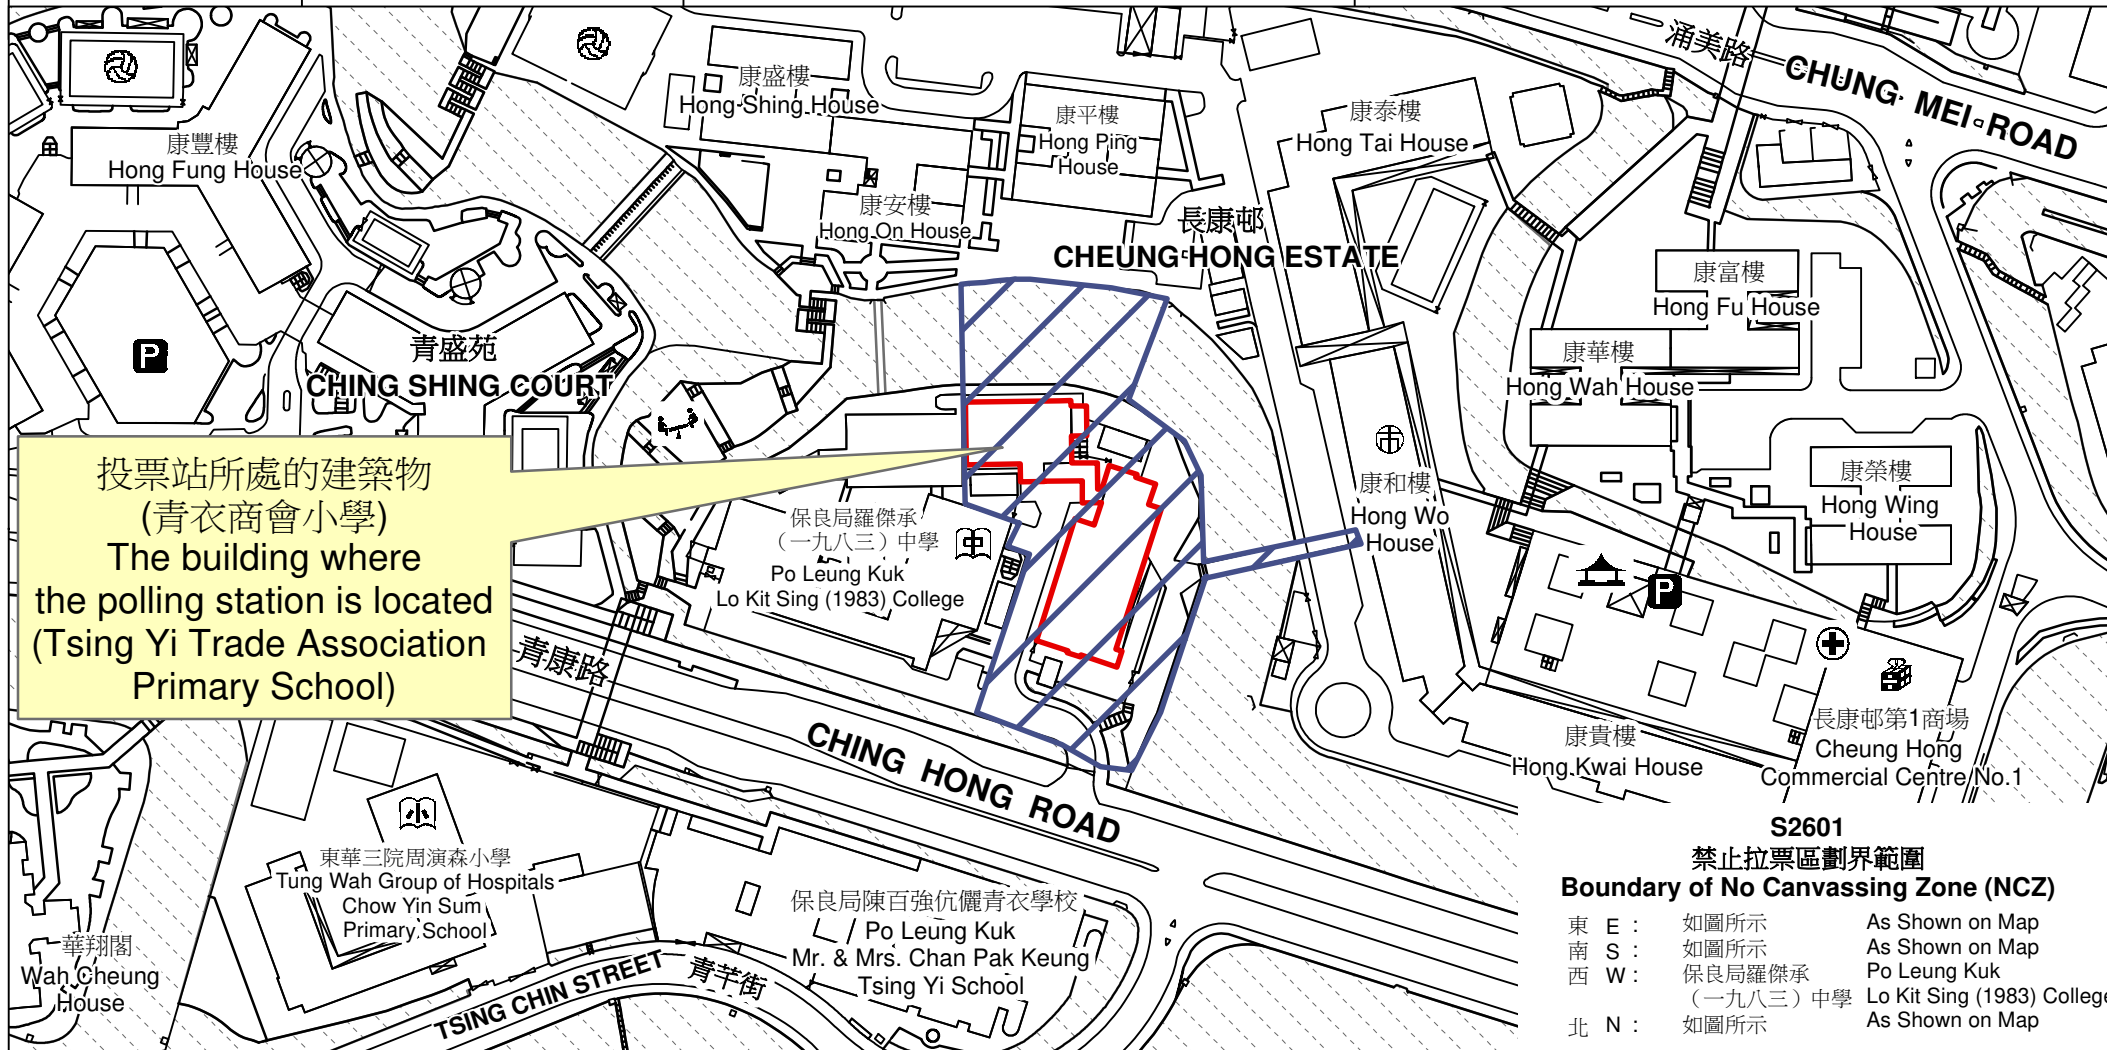 涌美路
CHUNG MEI ROAD
康盛樓
Hong Shing House
康平樓
Hong Ping
House
康泰樓
Hong Tai House
康豐樓
Hong Fung House
康安樓
Hong On House
長康邨
CHEUNG HONG ESTATE
康富樓
Hong Fu House
青盛苑
CHING SHING COURT
康華樓
Hong Wah House
P
投票站所處的建築物
(青衣商會小學)
The building where
the polling station is located
(Tsing Yi Trade Association
Primary School)
市
康和樓
Hong Wo
House
康榮樓
Hong Wing
House
保良局羅傑承
（一九八三）中學
中
Po Leung Kuk
Lo Kit Sing (1983) College
P
青康路
CHING HONG ROAD
康貴樓
Hong Kwai House
長康邨第1商場
Cheung Hong
Commercial Centre No.1
小
東華三院周演森小學
Tung Wah Group of Hospitals
Chow Yin Sum
Primary School
保良局陳百強伉儷青衣學校
Po Leung Kuk
Mr. & Mrs. Chan Pak Keung
Tsing Yi School
華翔閣
Wah Cheung
House
TSING CHIN STREET
青芊街
S2601
禁止拉票區劃界範圍
Boundary of No Canvassing Zone (NCZ)
東 E : 如圖所示 As Shown on Map
南 S : 如圖所示 As Shown on Map
西 W : 保良局羅傑承 Po Leung Kuk
（一九八三）中學 Lo Kit Sing (1983) College
北 N : 如圖所示 As Shown on Map